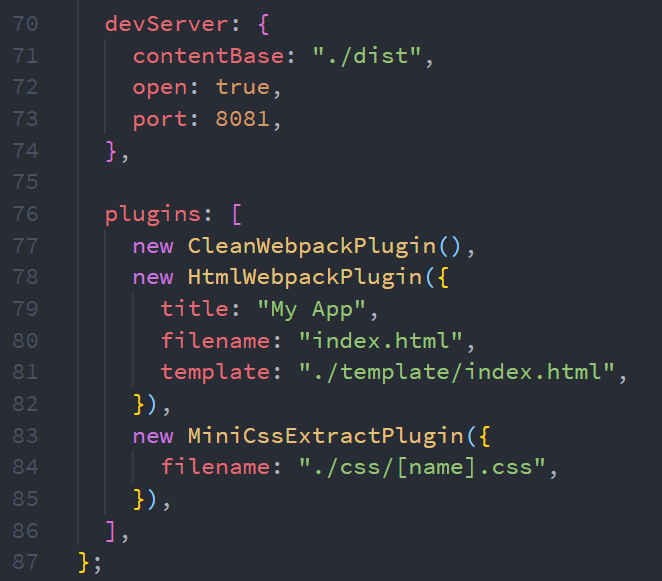 70 devServer: {
71 contentBase: "./dist",
72 open: true,
73 port: 8081,
74 },
75
76 plugins: [
77 new CleanWebpackPlugin(),
78 new HtmlWebpackPlugin({
79 title: "My App",
80 filename: "index.html",
81 template: "./template/index.html",
82 }),
83 new MiniCssExtractPlugin({
84 filename: "./css/[name].css",
85 }),
86 ],
87 };